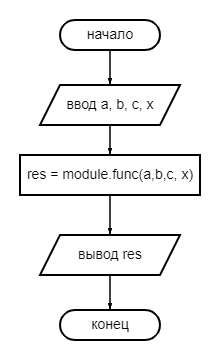 начало
ввод a, b, c, x
res = module.func(a,b,c, x)
вывод res
конец